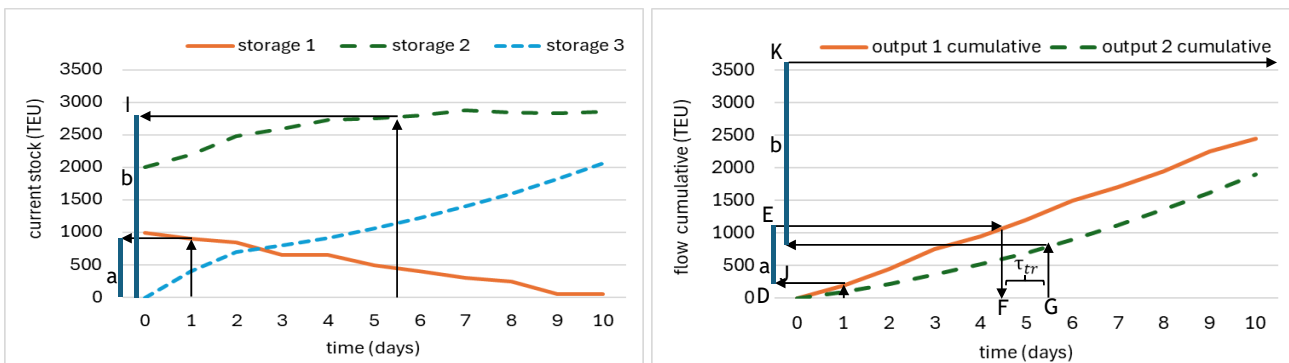 storage 1 storage 2 storage 3
3500
3000
2500
2000
1500
1000
500
0
current stock (TEU)
I
b
a
0 1 2 3 4 5 6 7 8 9 10
time (days)
output 1 cumulative output 2 cumulative
3500
3000
2500
2000
1500
1000
500
0
flow cumulative (TEU)
K
b
E
a
J
D
τtr
F
G
0 1 2 3 4 5 6 7 8 9 10
time (days)